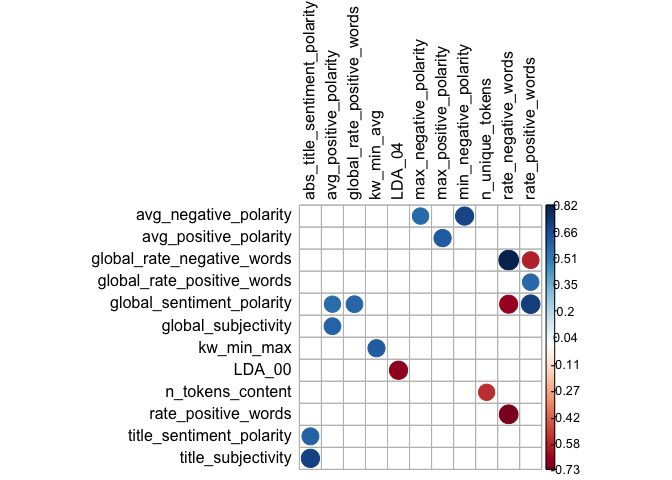 abs_title_sentiment_polarity
avg_positive_polarity
global_rate_positive_words
kw_min_avg
LDA_04
max_negative_polarity
max_positive_polarity
min_negative_polarity
n_unique_tokens
rate_negative_words
rate_positive_words
avg_negative_polarity
avg_positive_polarity
global_rate_negative_words
global_rate_positive_words
global_sentiment_polarity
global_subjectivity
kw_min_max
LDA_00
n_tokens_content
rate_positive_words
title_sentiment_polarity
title_subjectivity
0.82
0.66
0.51
0.35
0.2
0.04
-0.11
-0.27
-0.42
-0.58
-0.73